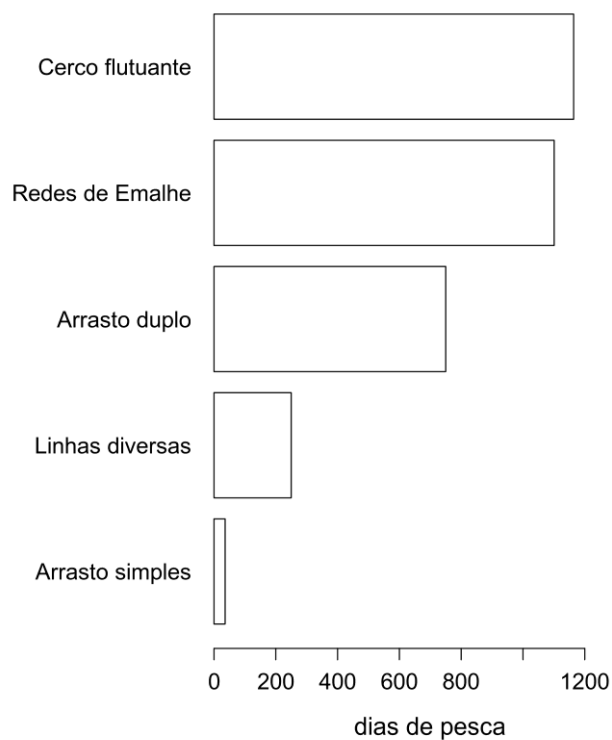 Cerco flutuante
Redes de Emalhe
Arrasto duplo
Linhas diversas
Arrasto simples
0 200 400 600 800 1200
dias de pesca